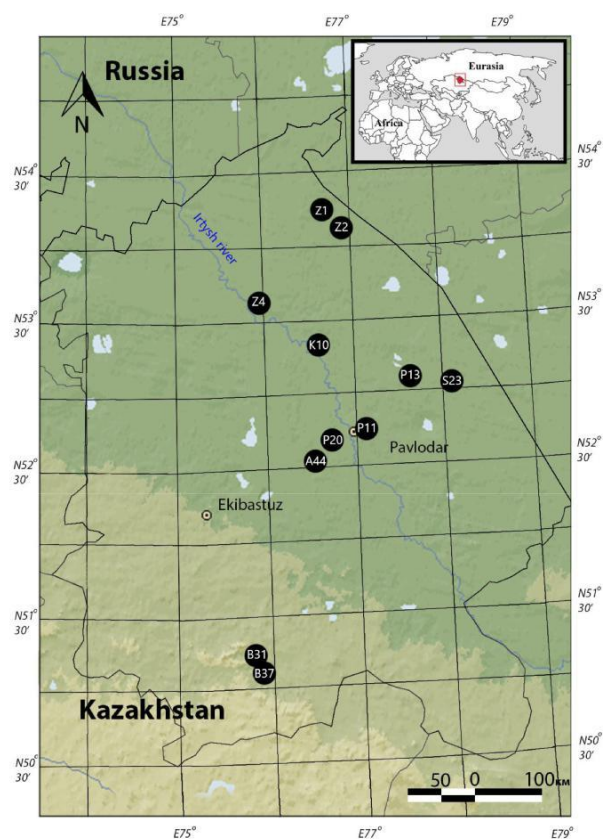 E75°
E77°
E79°
Russia
Eurasia
Africa
N
N54°
30'
N54°
30'
Irtysh river
Z1
Z2
Z4
N53°
30'
N53°
30'
K10
P13
S23
P11
P20
Pavlodar
A44
N52°
30'
N52°
30'
Ekibastuz
N51°
30'
N51°
30'
B31
B37
Kazakhstan
N50°
30'
N50°
30'
50 0 100км
E75°
E77°
E79°